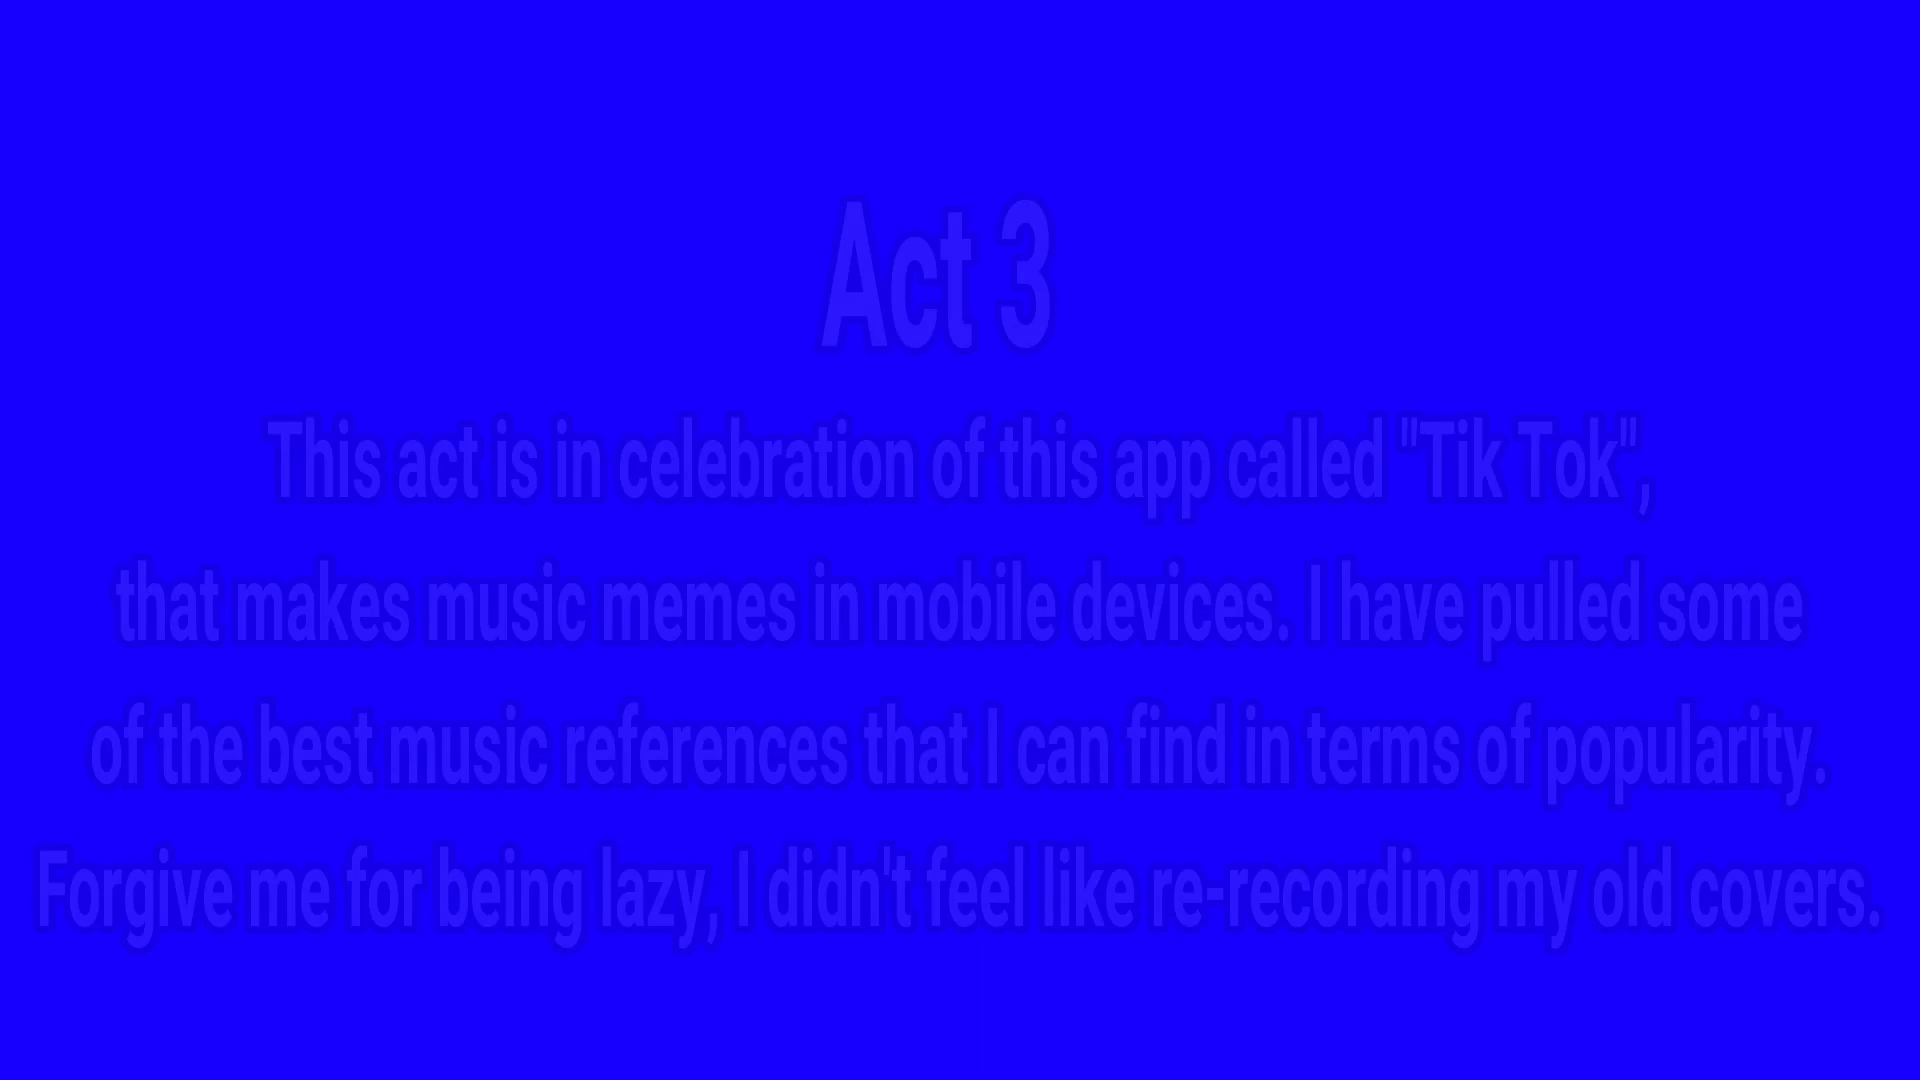 Act 3
This act is in celebration of this app called "Tik Tok",
that makes music memes in mobile devices. I have pulled some
of the best music references that I can find in terms of popularity.
Forgive me for being lazy, I didn't feel like re-recording my old covers.